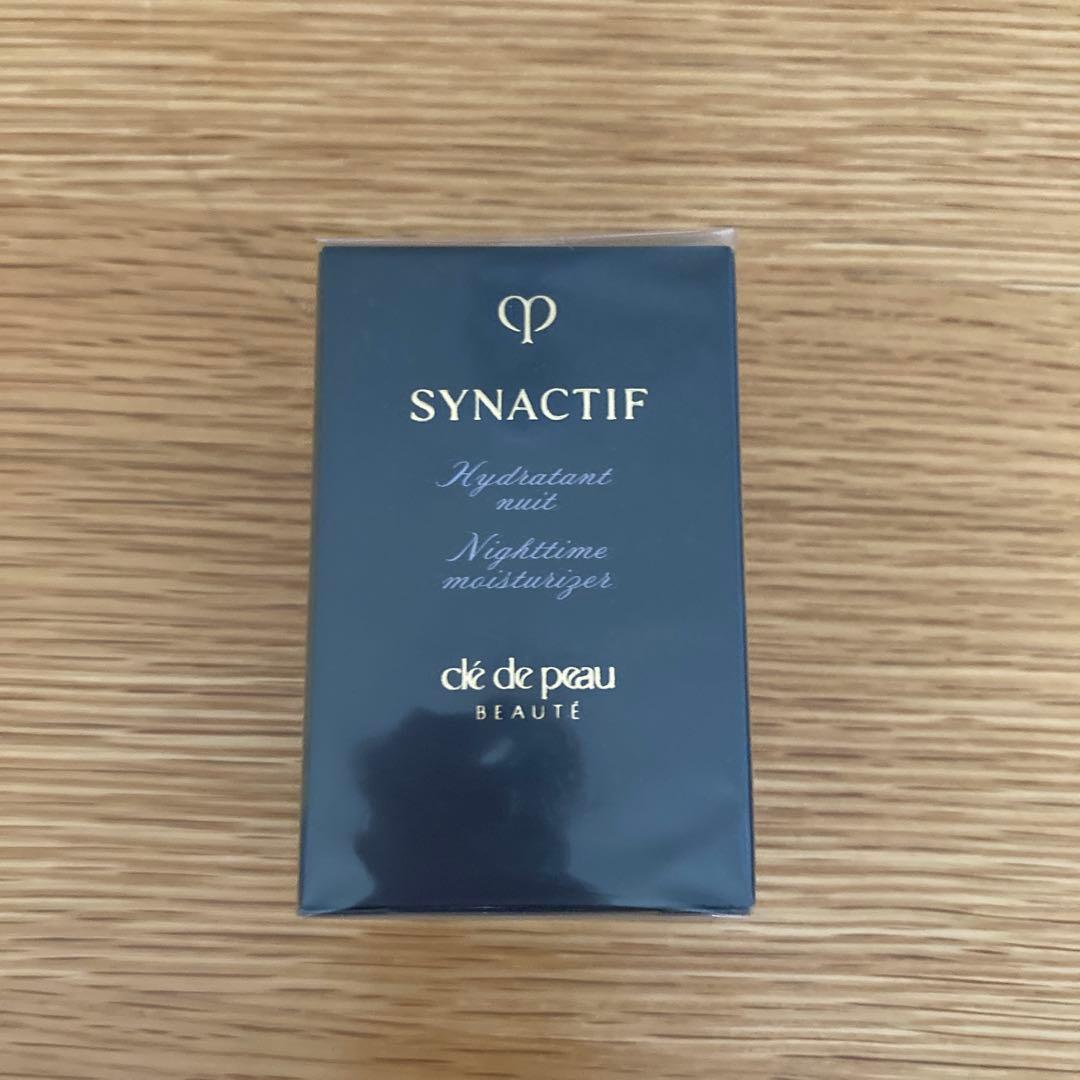 SYNACTIF
Hydratant
nuit
Nighttime
moisturizer
clé de peau
BEAUTÉ